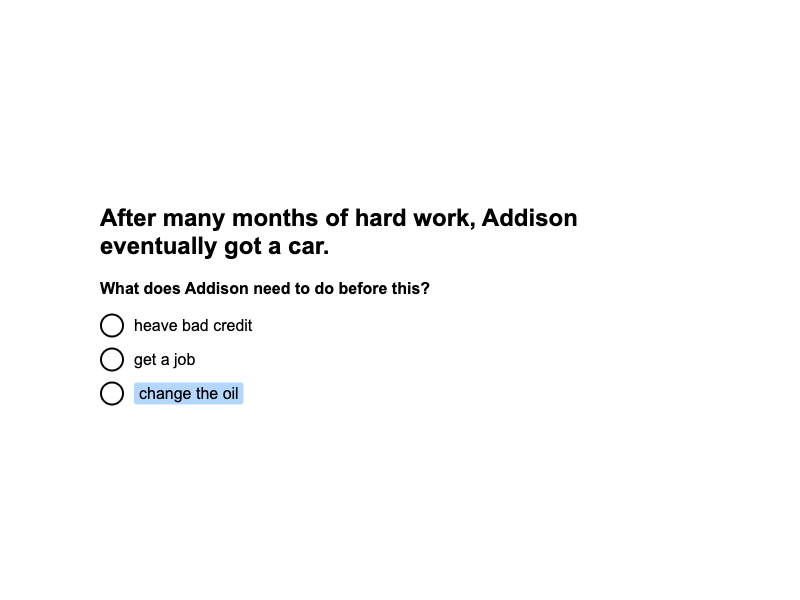 After many months of hard work, Addison
eventually got a car.
What does Addison need to do before this?
heave bad credit
get a job
change the oil